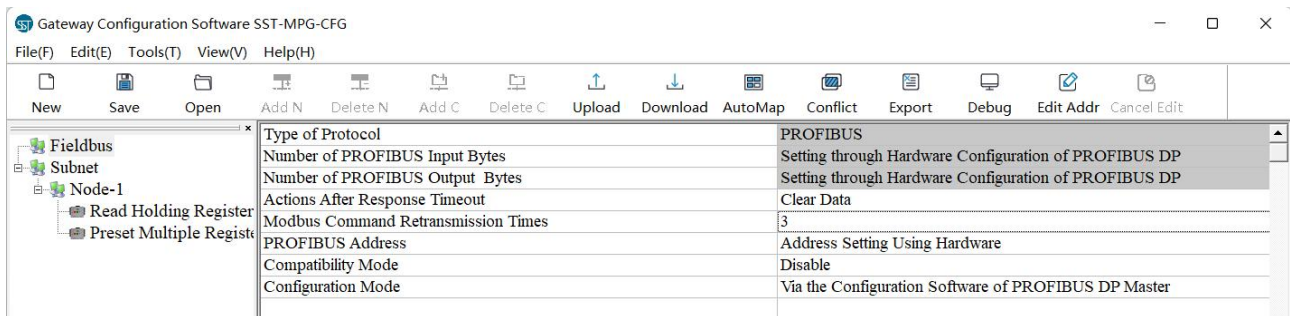 SST Gateway Configuration Software SST-MPG-CFG
File(F) Edit(E) Tools(T) View(V) Help(H)
New Save Open Add N Delete N Add C Delete C Upload Download AutoMap Conflict Export Debug Edit Addr Cancel Edit
Fieldbus
Subnet
Node-1
Read Holding Register
Preset Multiple Registe
Type of Protocol PROFIBUS
Number of PROFIBUS Input Bytes Setting through Hardware Configuration of PROFIBUS DP
Number of PROFIBUS Output Bytes Setting through Hardware Configuration of PROFIBUS DP
Actions After Response Timeout Clear Data
Modbus Command Retransmission Times 3
PROFIBUS Address Address Setting Using Hardware
Compatibility Mode Disable
Configuration Mode Via the Configuration Software of PROFIBUS DP Master